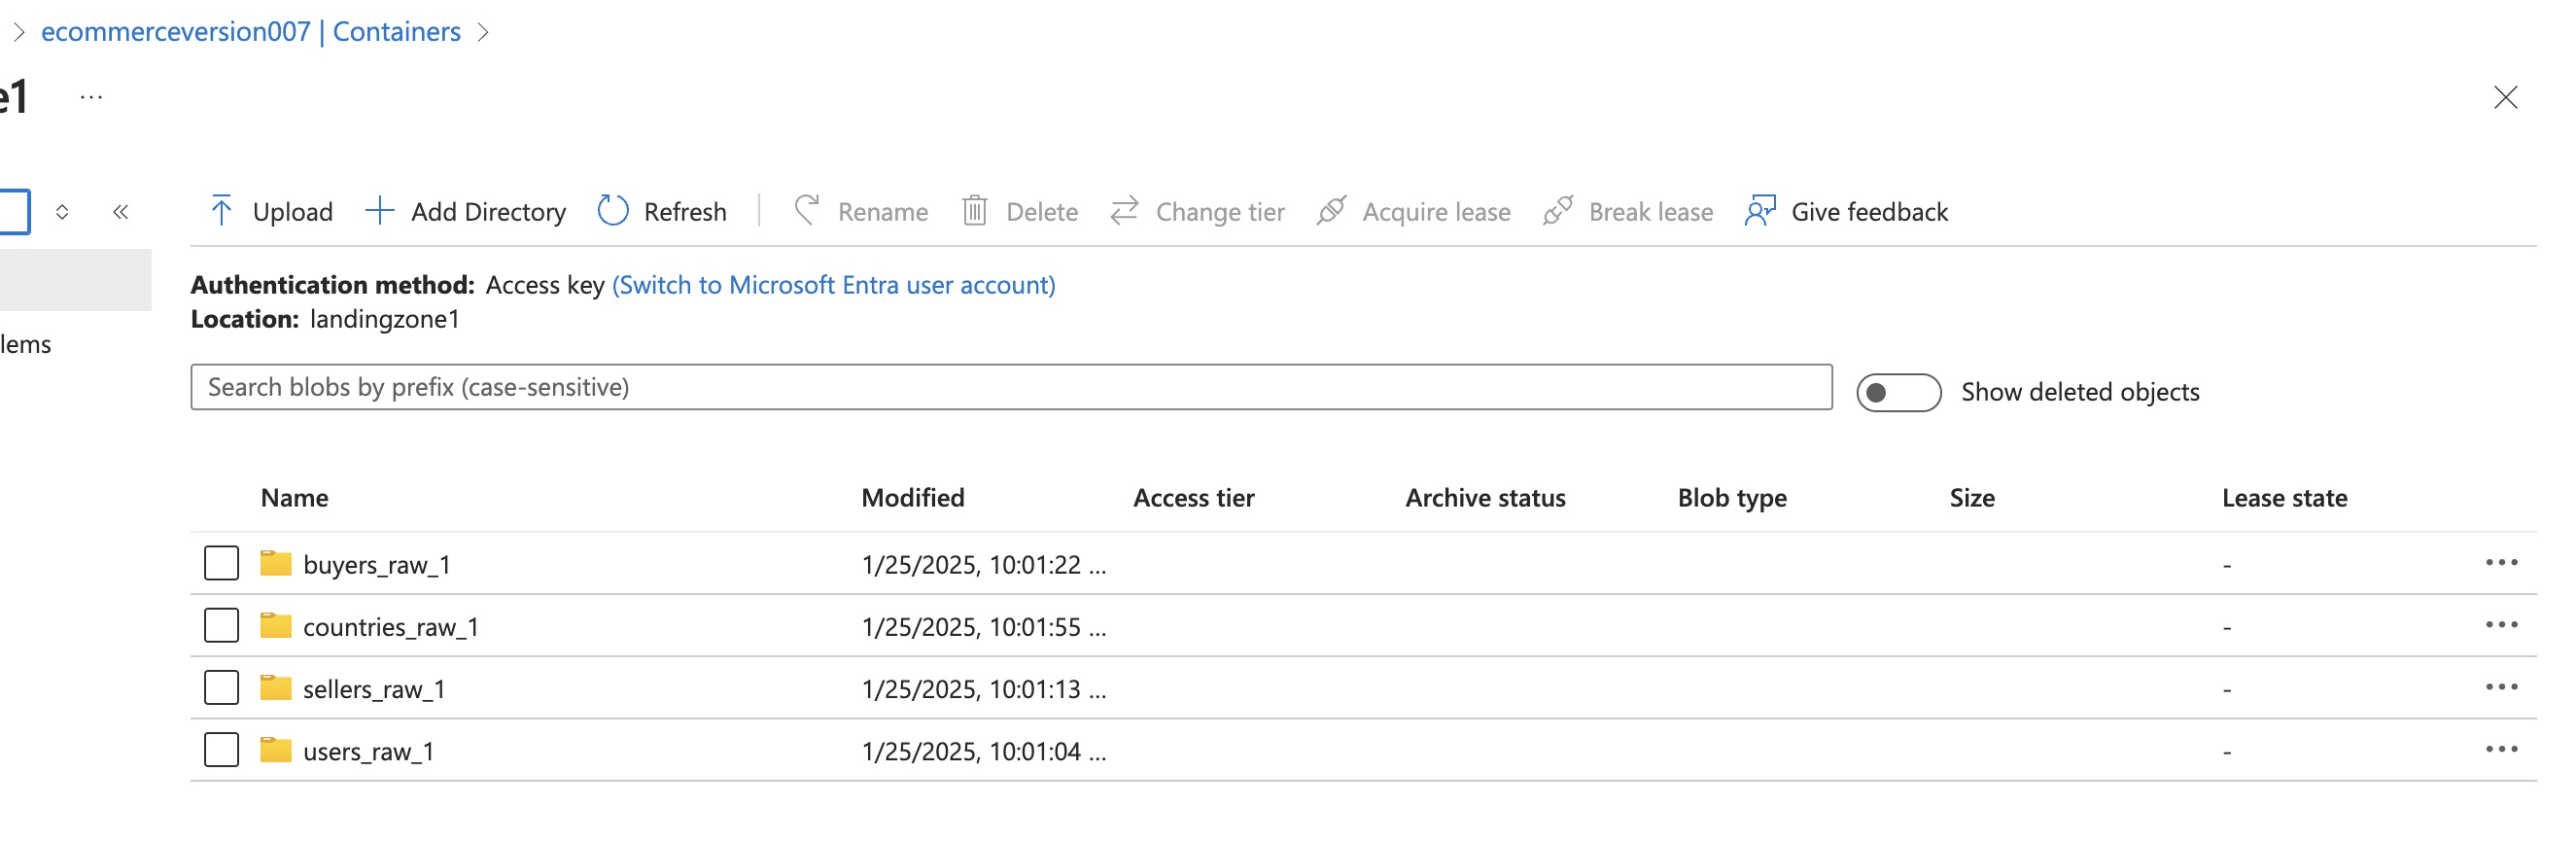 ecommerceversion007 | Containers
e1 ...
Upload Add Directory Refresh Rename Delete Change tier Acquire lease Break lease Give feedback
Authentication method: Access key (Switch to Microsoft Entra user account)
Location: landingzone1
lems
Search blobs by prefix (case-sensitive) Show deleted objects
Name Modified Access tier Archive status Blob type Size Lease state
buyers_raw_1 1/25/2025, 10:01:22 ... -
countries_raw_1 1/25/2025, 10:01:55 ... -
sellers_raw_1 1/25/2025, 10:01:13 ... -
users_raw_1 1/25/2025, 10:01:04 ... -